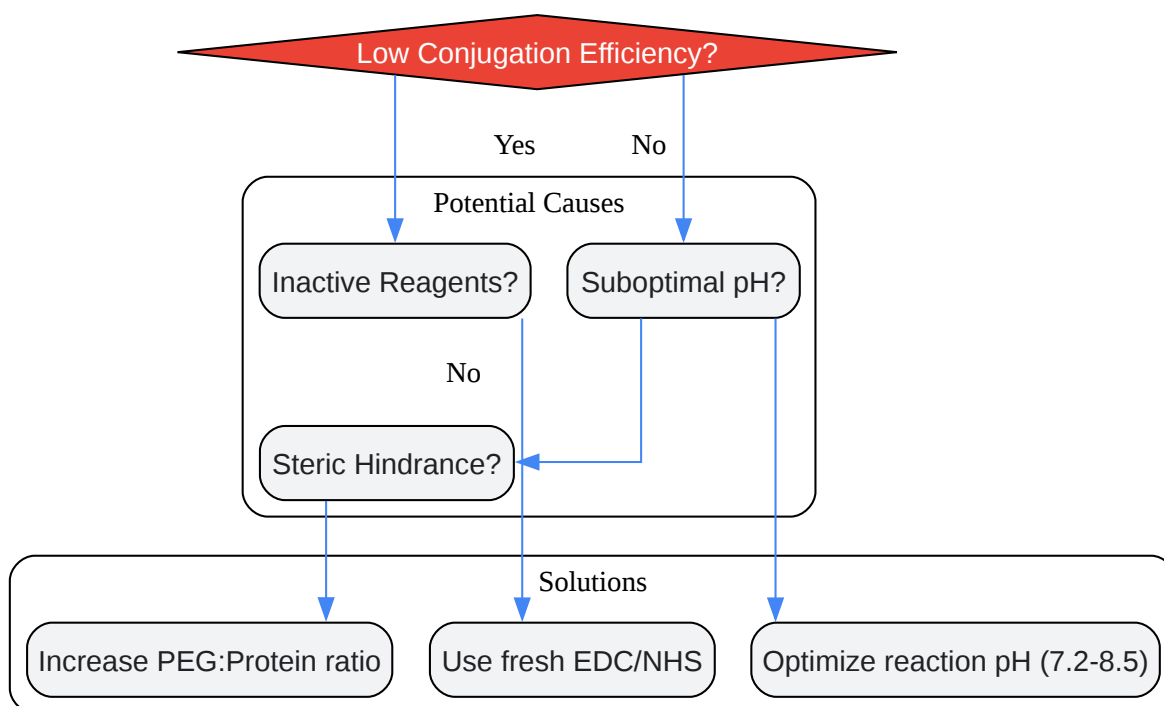 Low Conjugation Efficiency?
Yes
No
Potential Causes
Inactive Reagents?
Suboptimal pH?
No
Steric Hindrance?
Solutions
Increase PEG:Protein ratio
Use fresh EDC/NHS
Optimize reaction pH (7.2-8.5)